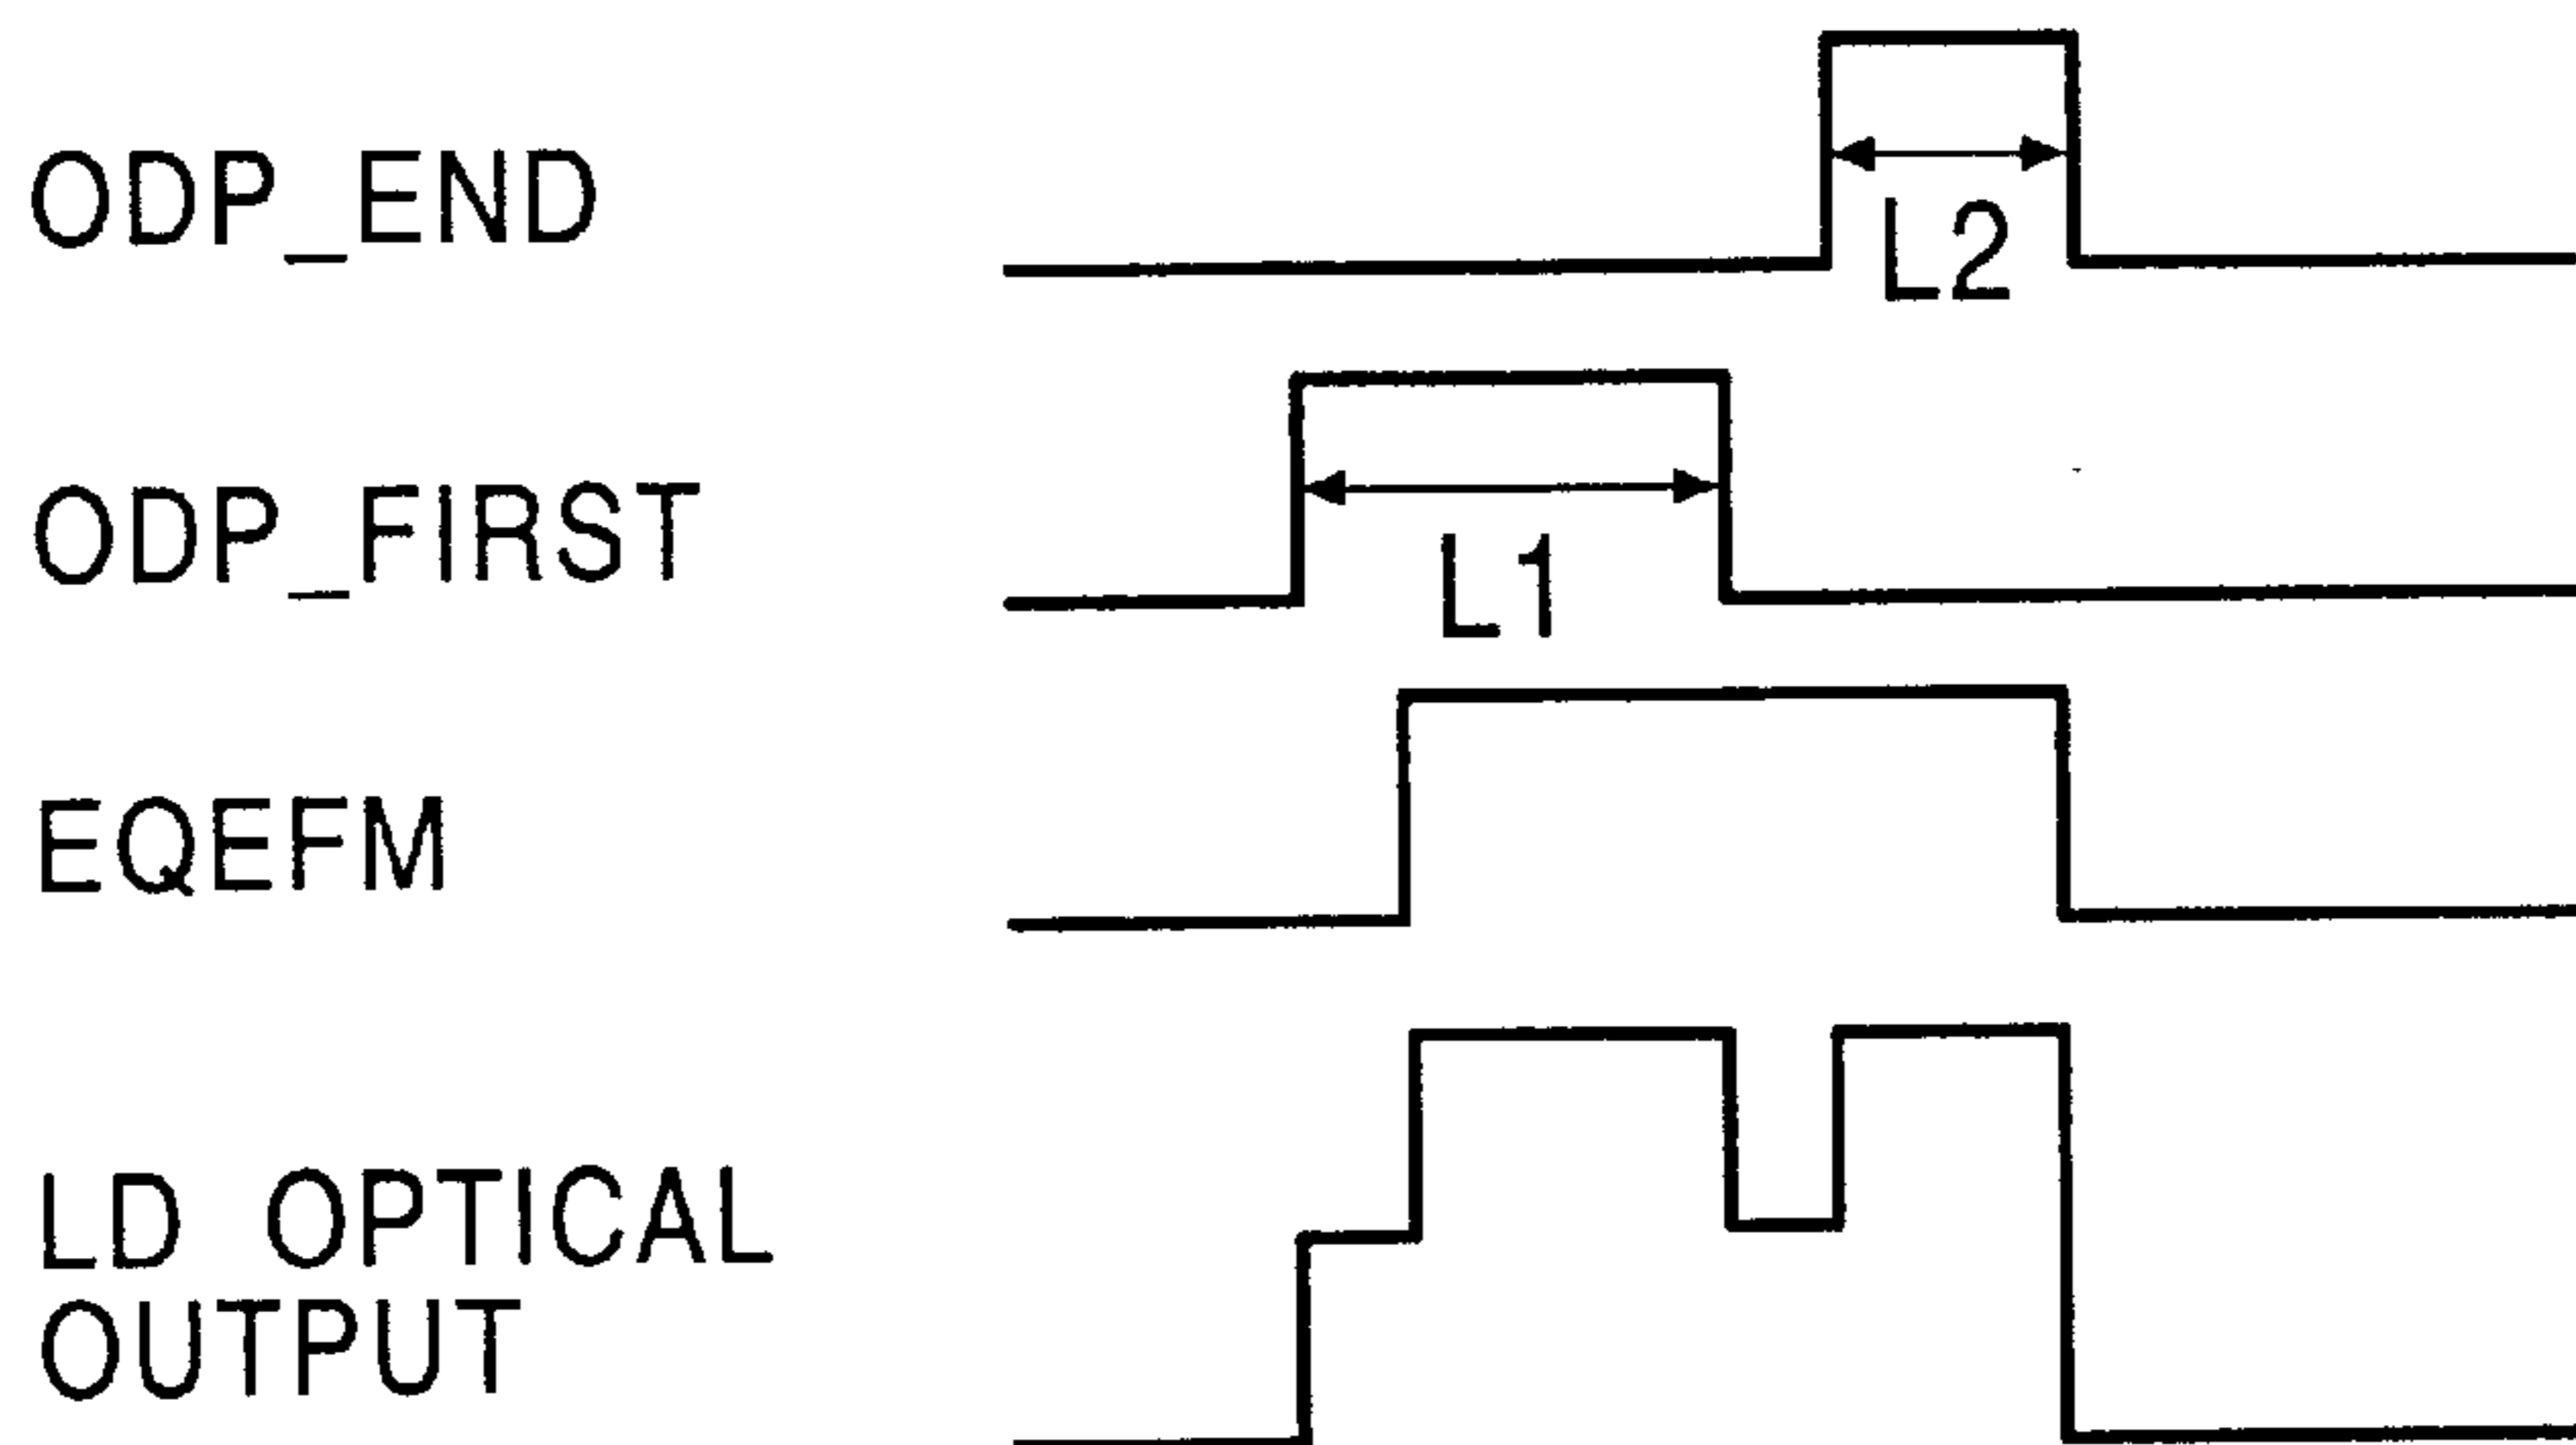 ODP_END
L2
ODP_FIRST
L1
EQEFM
LD OPTICAL
OUTPUT